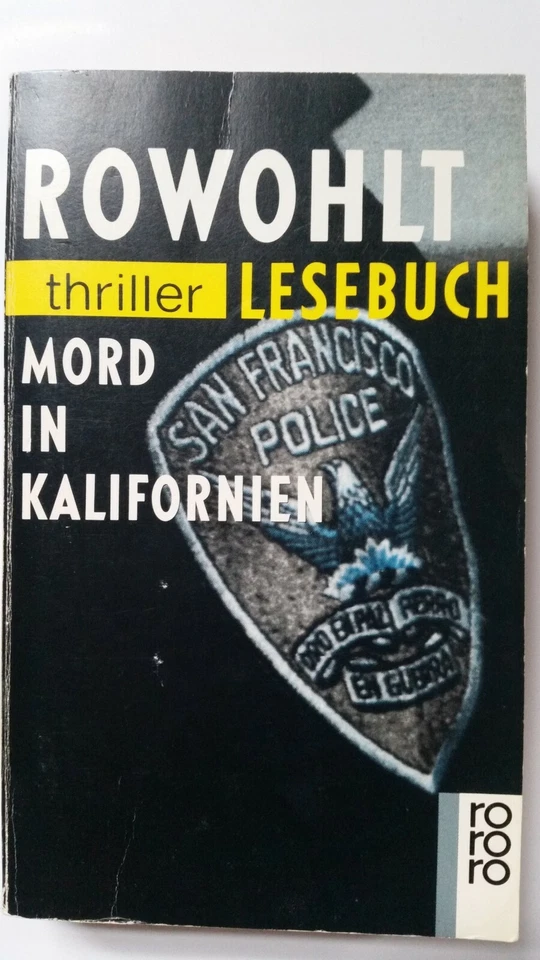 ROWOHLT
thriller LESEBUCH
MORD
IN
KALIFORNIEN
SAN FRANCISCO
POLICE
ORO EN PAZ FIERRO
EN GUERRA
ro
ro
ro